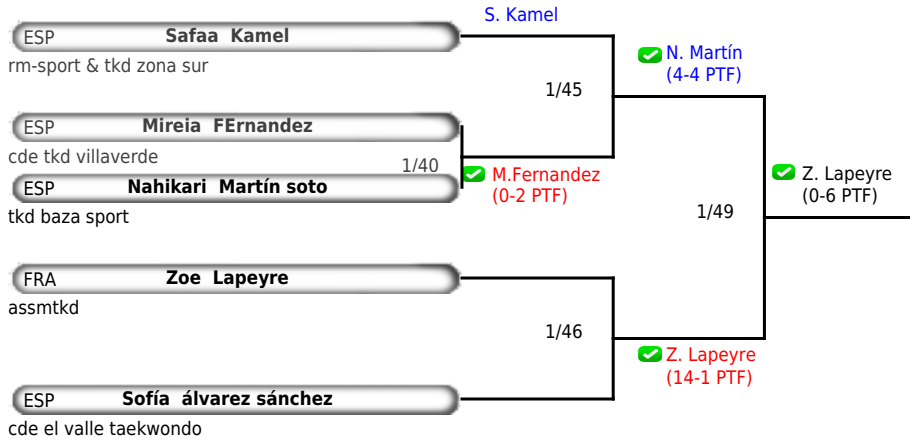 S. Kamel
ESP Safaa Kamel
rm-sport & tkd zona sur
N. Martín
(4-4 PTF)
1/45
ESP Mireia FErnandez
cde tkd villaverde
1/40
M.Fernandez
(0-2 PTF)
ESP Nahikari Martín soto
tkd baza sport
Z. Lapeyre
(0-6 PTF)
1/49
FRA Zoe Lapeyre
assmtkd
1/46
Z. Lapeyre
(14-1 PTF)
ESP Sofía álvarez sánchez
cde el valle taekwondo